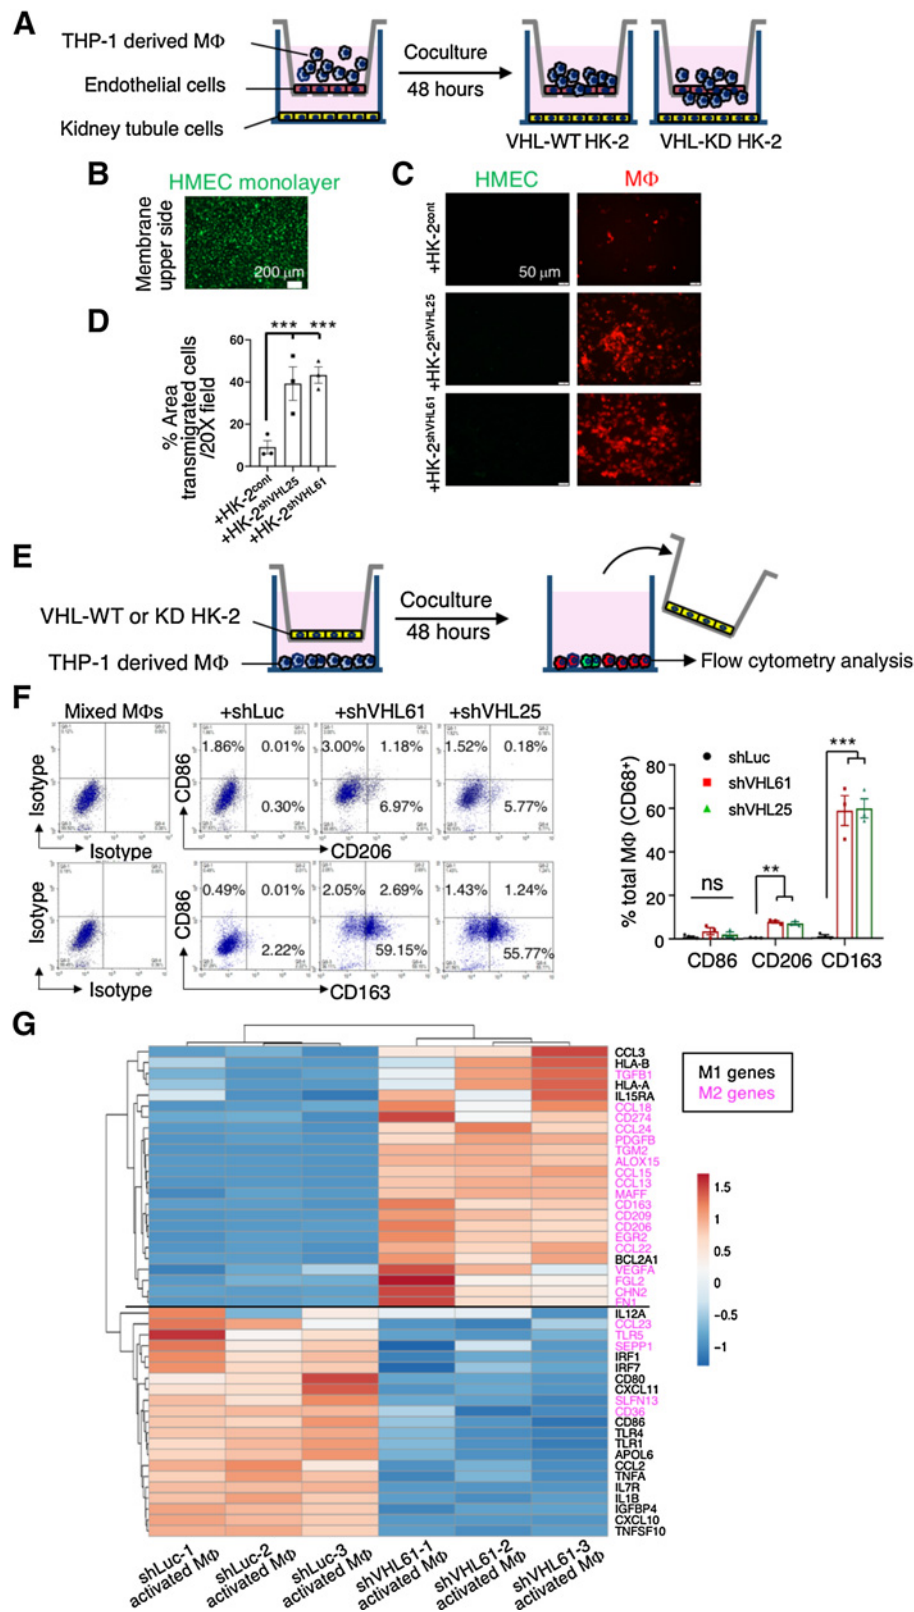 A
THP-1 derived MΦ
Endothelial cells
Kidney tubule cells
Coculture
48 hours
VHL-WT HK-2
VHL-KD HK-2
B
HMEC monolayer
Membrane
upper side
200 μm
C
HMEC
MΦ
+HK-2cont
50 μm
+HK-2shVHL25
+HK-2shVHL61
D
***
***
% Area
transmigrated cells
/20X field
60
40
20
0
+HK-2cont
+HK-2shVHL25
+HK-2shVHL61
E
VHL-WT or KD HK-2
THP-1 derived MΦ
Coculture
48 hours
Flow cytometry analysis
F
Mixed MΦs
+shLuc
+shVHL61
+shVHL25
Isotype
Isotype
CD86
1.86%
0.01%
0.30%
3.00%
1.18%
6.97%
1.52%
0.18%
5.77%
CD206
Isotype
Isotype
CD86
0.49%
0.01%
2.22%
2.05%
2.69%
59.15%
1.43%
1.24%
55.77%
CD163
% total MΦ (CD68+)
80
60
40
20
0
shLuc
shVHL61
shVHL25
ns
**
***
CD86
CD206
CD163
G
CCL3
HLA-B
TGFB1
HLA-A
IL15RA
CCL18
CD274
CCL24
PDGFB
TGM2
ALOX15
CCL15
CCL13
MAFF
CD163
CD209
CD206
EGR2
CCL22
BCL2A1
VEGFA
FGL2
CHN2
FN1
IL12A
CCL23
TLR5
SEPP1
IRF1
IRF7
CD80
CXCL11
SLFN13
CD36
CD86
TLR4
TLR1
APOL6
CCL2
TNFA
IL7R
IL1B
IGFBP4
CXCL10
TNFSF10
M1 genes
M2 genes
1.5
1
0.5
0
−0.5
−1
shLuc-1
activated MΦ
shLuc-2
activated MΦ
shLuc-3
activated MΦ
shVHL61-1
activated MΦ
shVHL61-2
activated MΦ
shVHL61-3
activated MΦ